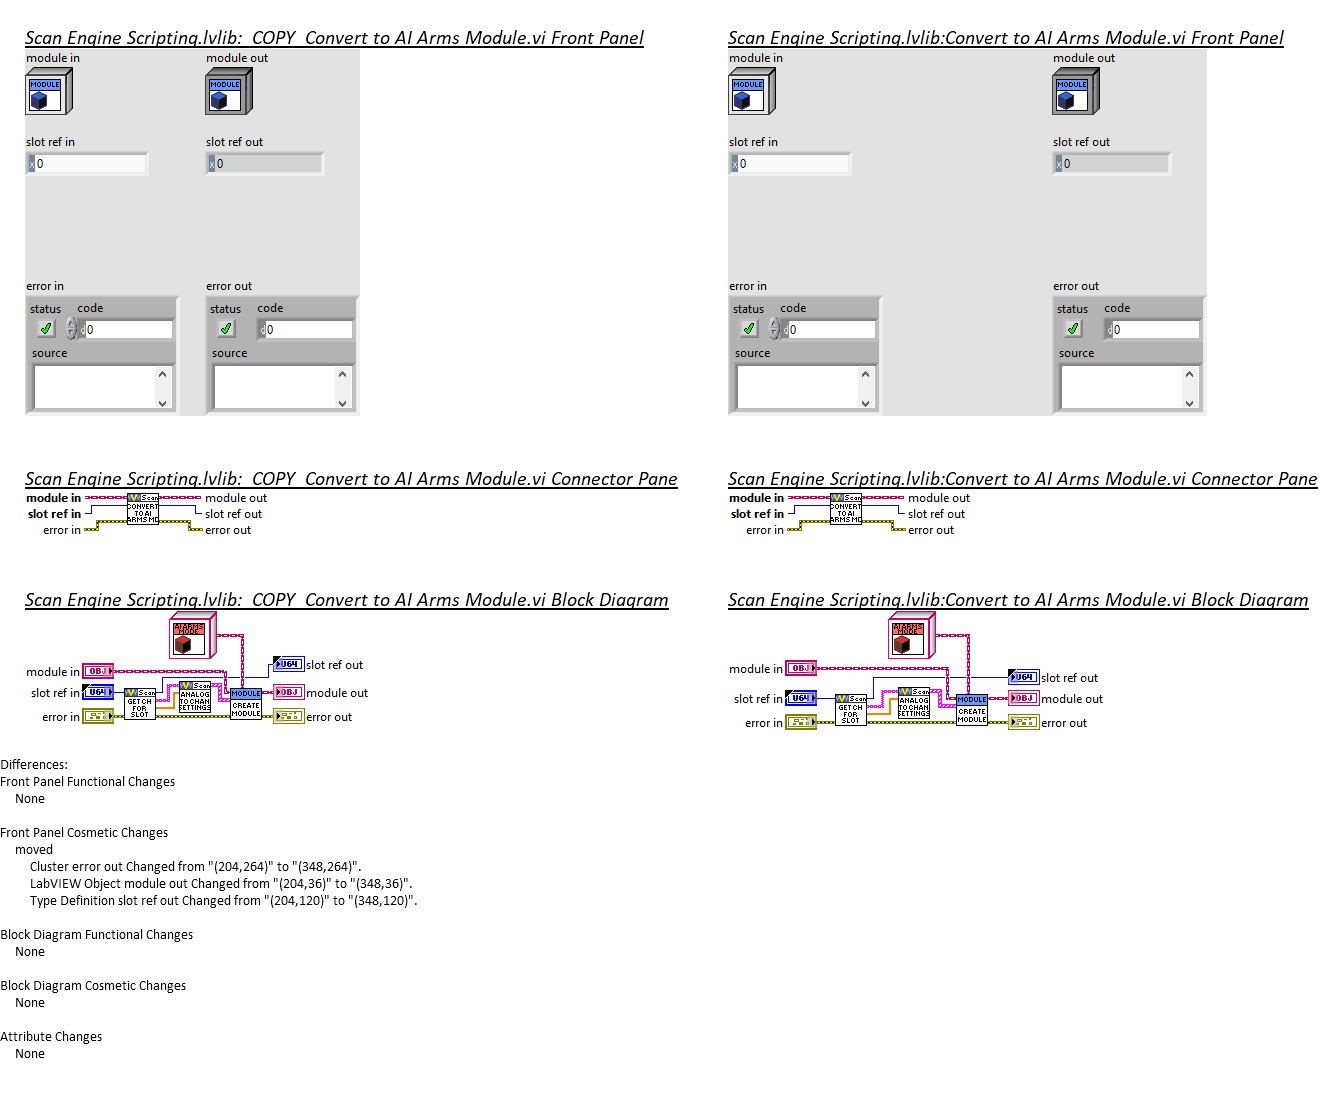 Scan Engine Scripting.lvlib:  COPY  Convert to AI Arms Module.vi Front Panel
module in
module out
MODULE
MODULE
slot ref in
slot ref out
x 0
x 0
error in
error out
status
code
status
code
d 0
d 0
source
source
Scan Engine Scripting.lvlib:Convert to AI Arms Module.vi Front Panel
module in
module out
MODULE
MODULE
slot ref in
slot ref out
x 0
x 0
error in
error out
status
code
status
code
d 0
d 0
source
source
Scan Engine Scripting.lvlib:  COPY  Convert to AI Arms Module.vi Connector Pane
module in
Scan
module out
slot ref in
CONVERT
TO AI
ARMS MO
slot ref out
error in
error out
Scan Engine Scripting.lvlib:Convert to AI Arms Module.vi Connector Pane
module in
Scan
module out
slot ref in
CONVERT
TO AI
ARMS MO
slot ref out
error in
error out
Scan Engine Scripting.lvlib:  COPY  Convert to AI Arms Module.vi Block Diagram
AI ARMS
MODE
module in
OBJ
U64
slot ref out
slot ref in
U64
Scan
GET CH
FOR
SLOT
Scan
ANALOG
TO CHAN
SETTINGS
MODULE
CREATE
MODULE
OBJ
module out
error in
error out
Scan Engine Scripting.lvlib:Convert to AI Arms Module.vi Block Diagram
AI ARMS
MODE
module in
OBJ
U64
slot ref out
slot ref in
U64
Scan
GET CH
FOR
SLOT
Scan
ANALOG
TO CHAN
SETTINGS
MODULE
CREATE
MODULE
OBJ
module out
error in
error out
Differences:
Front Panel Functional Changes
None
Front Panel Cosmetic Changes
moved
Cluster error out Changed from "(204,264)" to "(348,264)".
LabVIEW Object module out Changed from "(204,36)" to "(348,36)".
Type Definition slot ref out Changed from "(204,120)" to "(348,120)".
Block Diagram Functional Changes
None
Block Diagram Cosmetic Changes
None
Attribute Changes
None